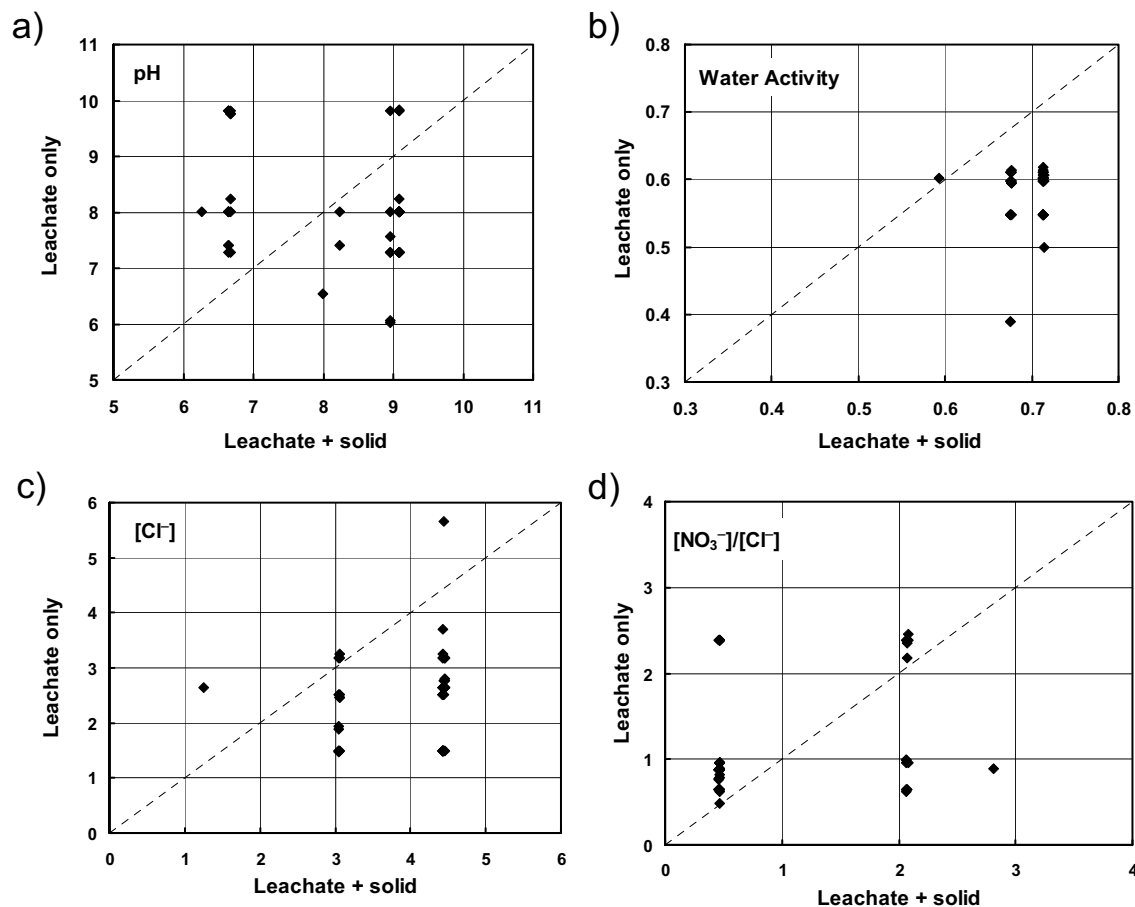 a)
pH
11
10
9
8
7
6
5
Leachate only
5 6 7 8 9 10 11
Leachate + solid
b)
Water Activity
0.8
0.7
0.6
0.5
0.4
0.3
Leachate only
0.3 0.4 0.5 0.6 0.7 0.8
Leachate + solid
c)
[Cl⁻]
6
5
4
3
2
1
0
Leachate only
0 1 2 3 4 5 6
Leachate + solid
d)
[NO₃⁻]/[Cl⁻]
4
3
2
1
0
Leachate only
0 1 2 3 4
Leachate + solid